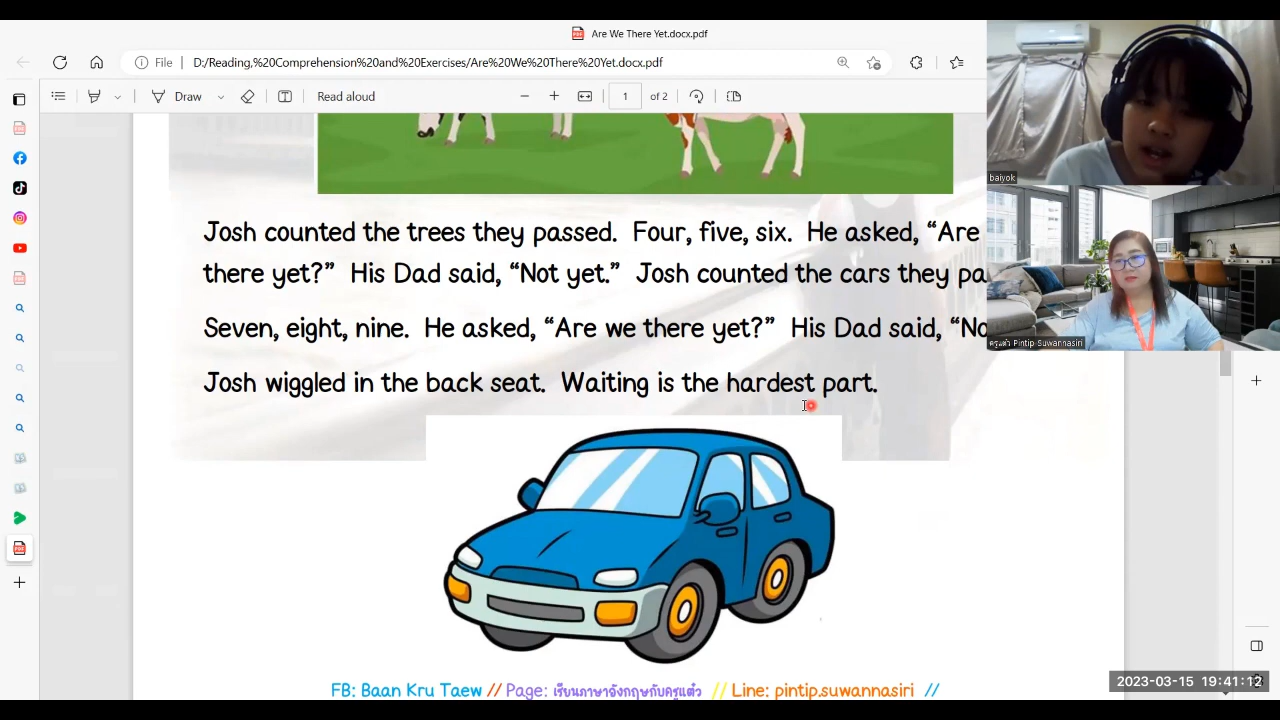 Are We There Yet.docx.pdf
File
D:/Reading,%20Comprehension%20and%20Exercises/Are%20We%20There%20Yet.docx.pdf
Draw
Read aloud
1 of 2
baiyok
Josh counted the trees they passed. Four, five, six. He asked, “Are
there yet?” His Dad said, “Not yet.” Josh counted the cars they pa
Seven, eight, nine. He asked, “Are we there yet?” His Dad said, “No
ครูแต๋ว Pintip Suwannasiri
Josh wiggled in the back seat. Waiting is the hardest part.
FB: Baan Kru Taew // Page: เรียนภาษาอังกฤษกับครูแต๋ว // Line: pintip.suwannasiri //
2023-03-15 19:41:12